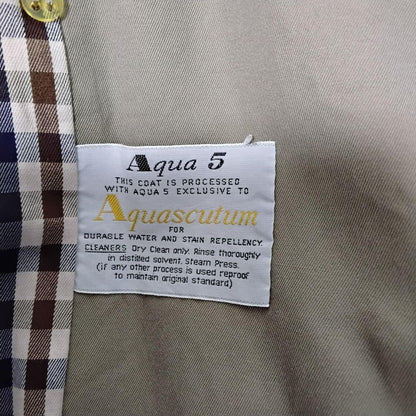 Aqua 5
THIS COAT IS PROCESSED
WITH AQUA 5 EXCLUSIVE TO
Aquascutum
FOR
DURABLE WATER AND STAIN REPELLENCY.
CLEANERS Dry Clean only. Rinse thoroughly
in distilled solvent. Steam Press.
(if any other process is used reproof
to maintain original standard)